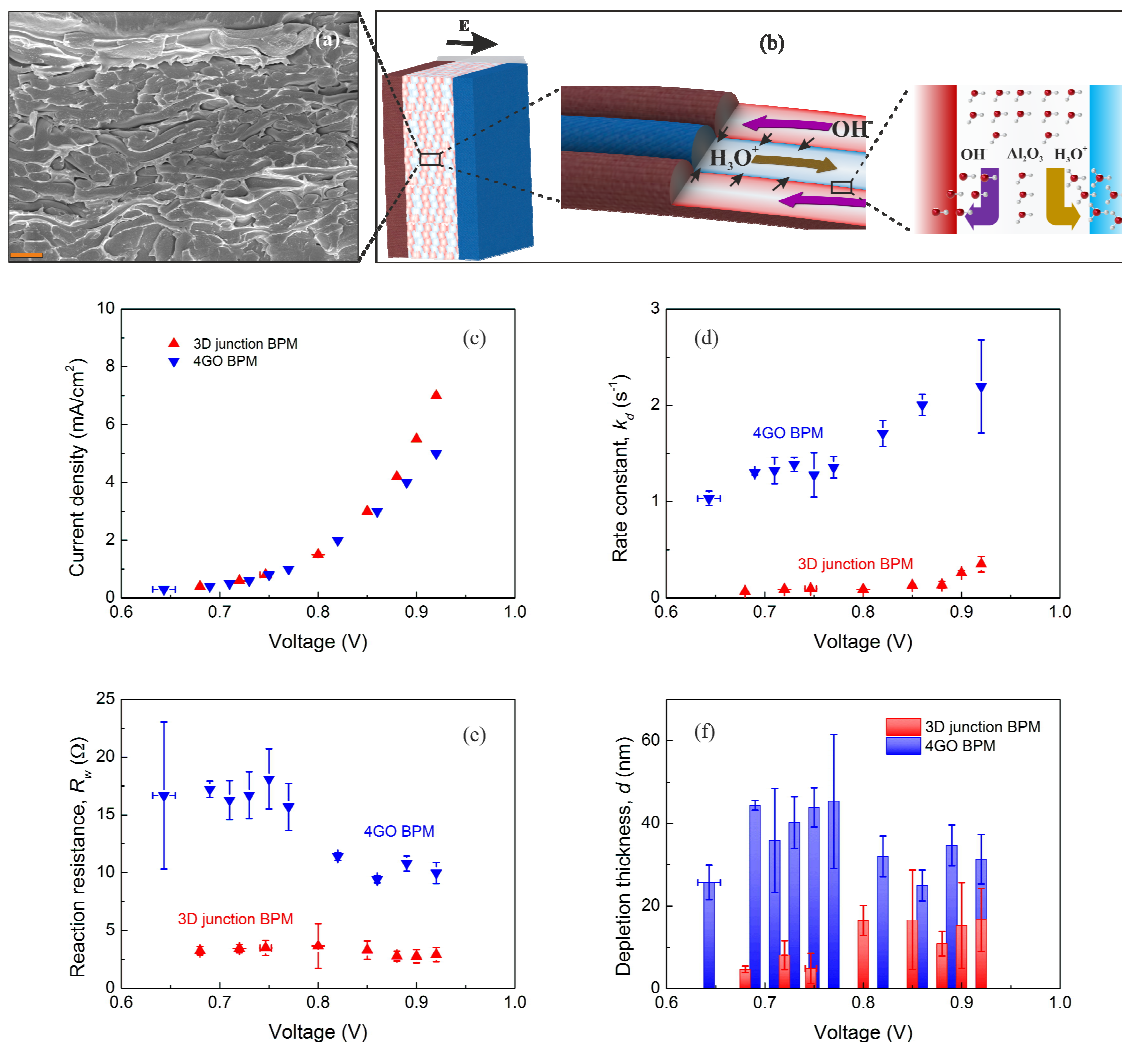 (a)
E
(b)
OH⁻
H₃O⁺
OH
Al₂O₃
H₃O⁺
(c)
3D junction BPM
4GO BPM
Current density (mA/cm²)
10
8
6
4
2
0
0.6 0.7 0.8 0.9 1.0
Voltage (V)
(d)
4GO BPM
3D junction BPM
Rate constant, k_d (s⁻¹)
3
2
1
0
0.6 0.7 0.8 0.9 1.0
Voltage (V)
(e)
4GO BPM
3D junction BPM
Reaction resistance, R_w (Ω)
25
20
15
10
5
0
0.6 0.7 0.8 0.9 1.0
Voltage (V)
(f)
3D junction BPM
4GO BPM
Depletion thickness, d (nm)
60
40
20
0
0.6 0.7 0.8 0.9 1.0
Voltage (V)